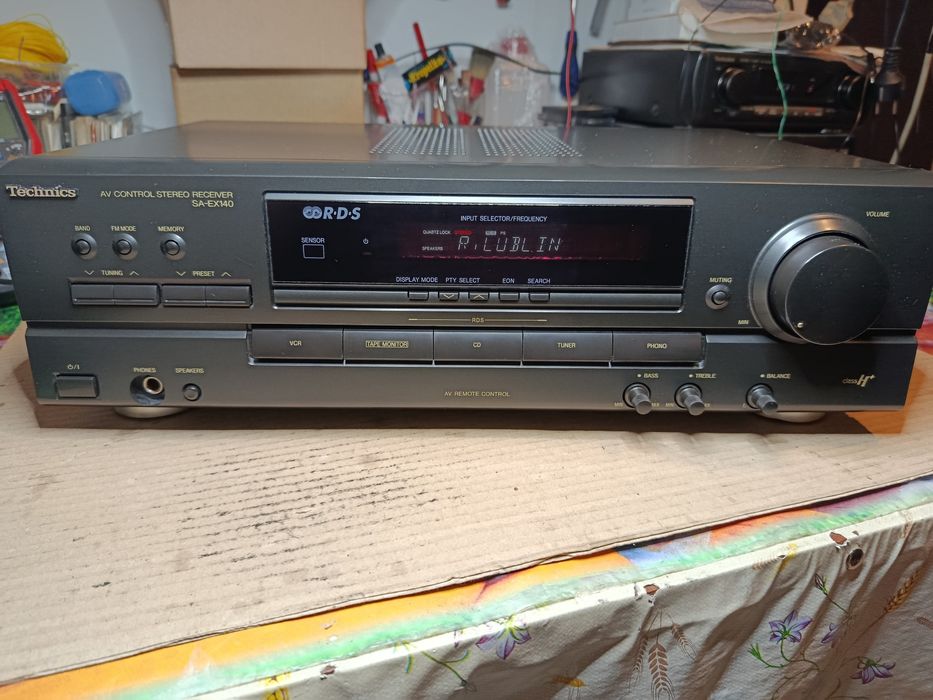 Technics
AV CONTROL STEREO RECEIVER
SA-EX140
BAND FM MODE MEMORY
TUNING PRESET
R·D·S
SENSOR
INPUT SELECTOR/FREQUENCY
QUARTZ LOCK
SPEAKERS
R,LUBLIN
DISPLAY MODE PTY SELECT EON SEARCH
RDS
VOLUME
MUTING
MIN
VCR TAPE MONITOR CD TUNER PHONO
⏻/I PHONES SPEAKERS
AV REMOTE CONTROL
BASS TREBLE BALANCE
class H+